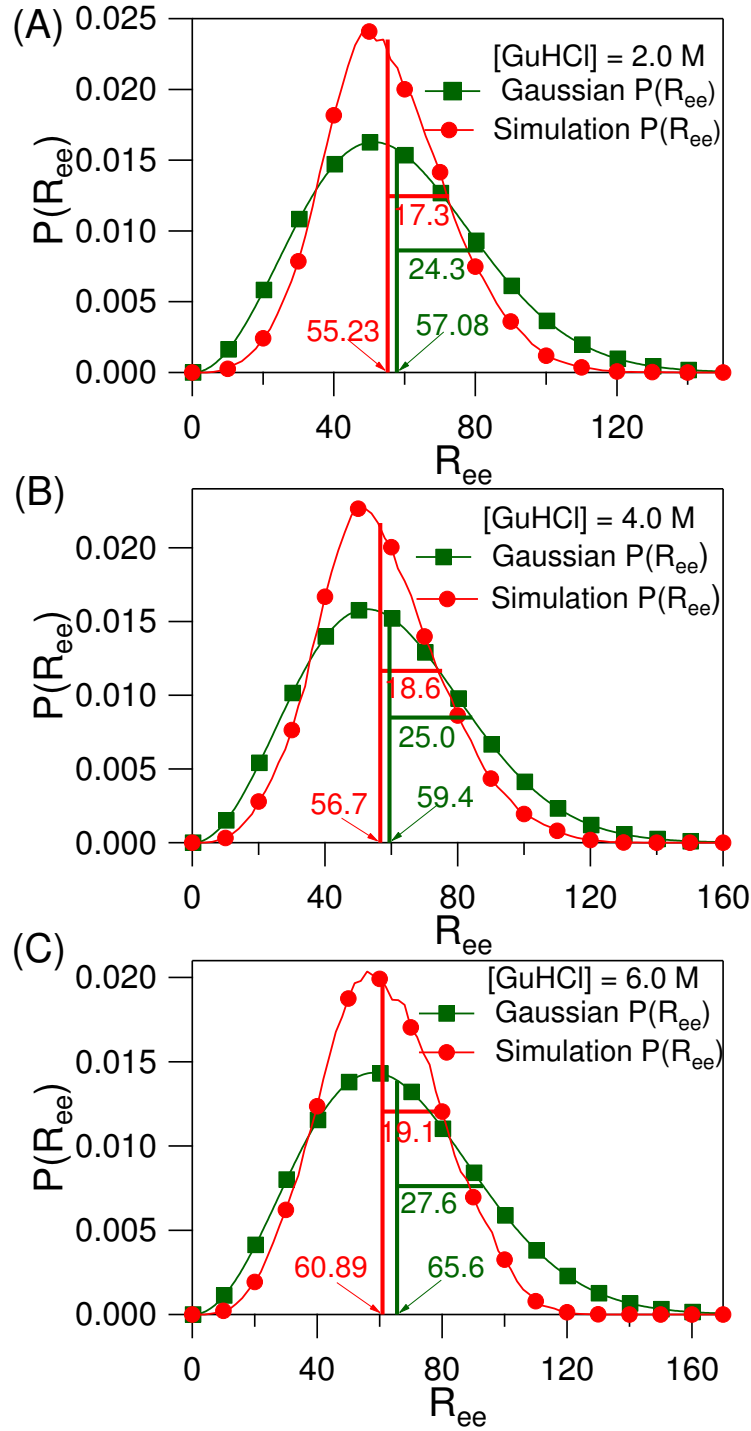 (A)
0.025
0.020
0.015
0.010
0.005
0.000
P(Ree)
[GuHCl] = 2.0 M
Gaussian P(Ree)
Simulation P(Ree)
17.3
24.3
55.23
57.08
0
40
80
120
Ree
(B)
0.020
0.015
0.010
0.005
0.000
P(Ree)
[GuHCl] = 4.0 M
Gaussian P(Ree)
Simulation P(Ree)
18.6
25.0
56.7
59.4
0
40
80
120
160
Ree
(C)
0.020
0.015
0.010
0.005
0.000
P(Ree)
[GuHCl] = 6.0 M
Gaussian P(Ree)
Simulation P(Ree)
19.1
27.6
60.89
65.6
0
40
80
120
160
Ree